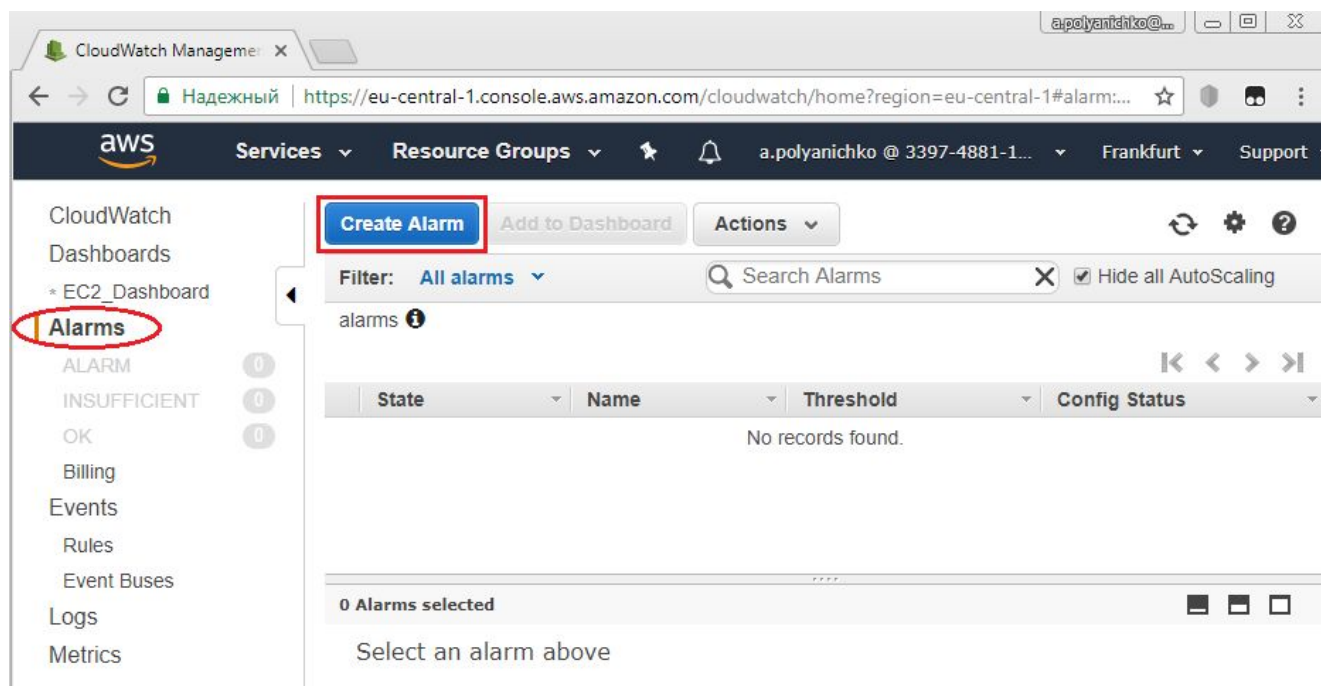 a.polyanichko@...
CloudWatch Manageme
Надежный https://eu-central-1.console.aws.amazon.com/cloudwatch/home?region=eu-central-1#alarm:...
aws Services Resource Groups a.polyanichko @ 3397-4881-1... Frankfurt Support
CloudWatch
Dashboards
* EC2_Dashboard
Alarms
ALARM 0
INSUFFICIENT 0
OK 0
Billing
Events
Rules
Event Buses
Logs
Metrics
Create Alarm Add to Dashboard Actions
Filter: All alarms Search Alarms Hide all AutoScaling
alarms
State Name Threshold Config Status
No records found.
0 Alarms selected
Select an alarm above